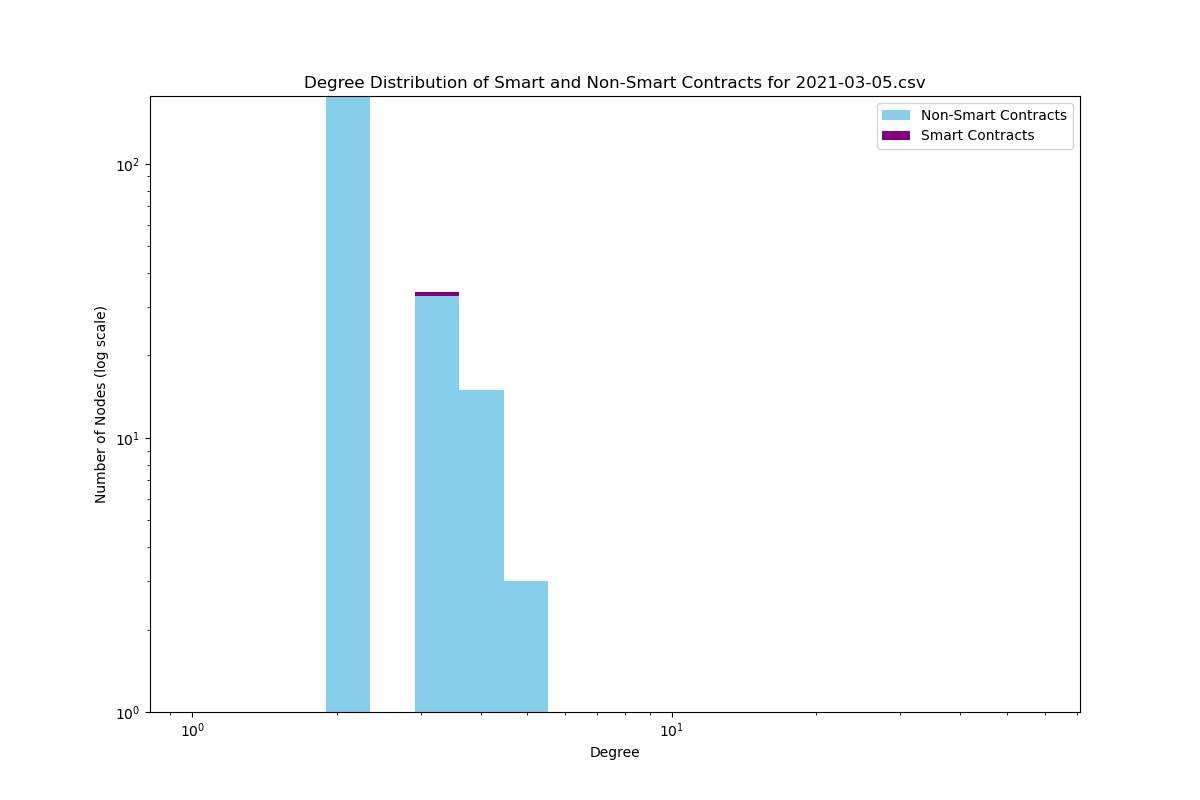 Degree Distribution of Smart and Non-Smart Contracts for 2021-03-05.csv
Non-Smart Contracts
Smart Contracts
Number of Nodes (log scale)
10²
10¹
10⁰
10⁰ 10¹
Degree